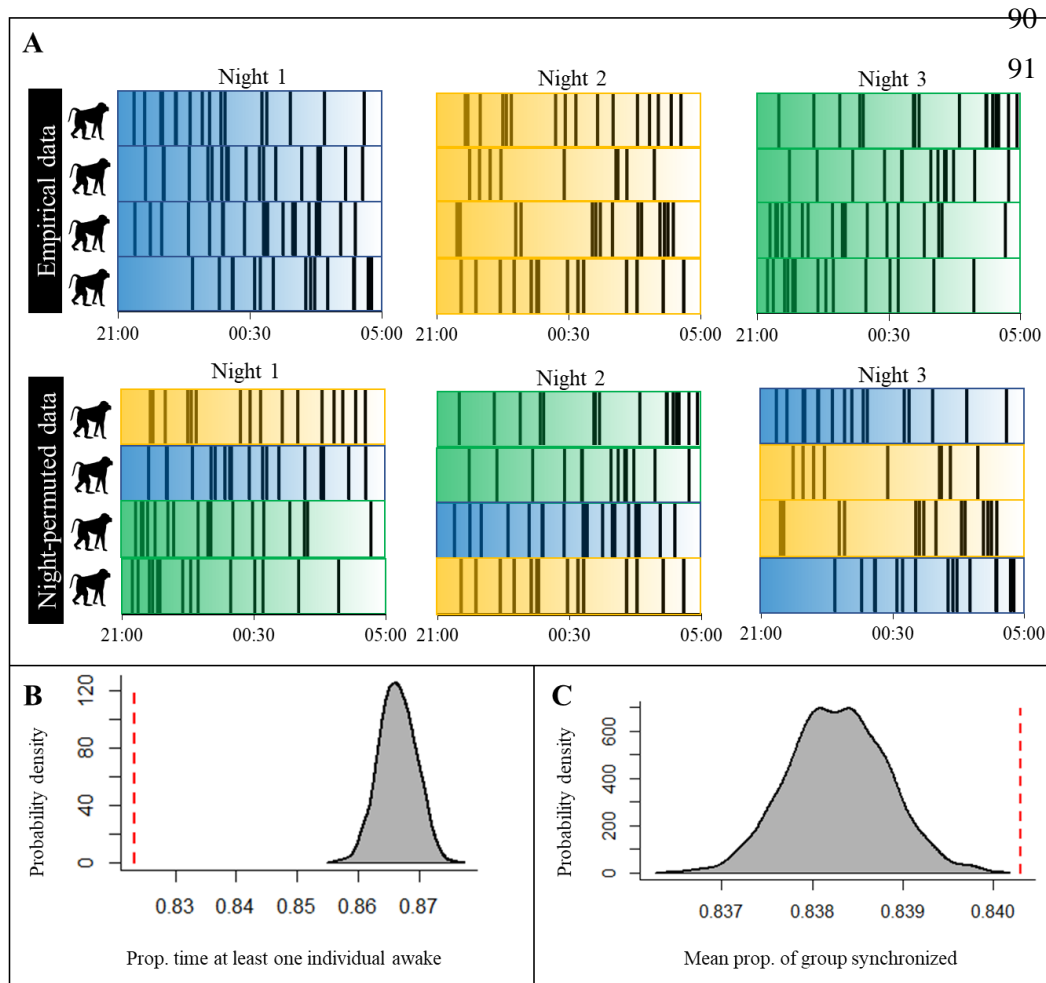 90
A
91
Night 1 Night 2 Night 3
Empirical data
21:00 00:30 05:00 21:00 00:30 05:00 21:00 00:30 05:00
Night 1 Night 2 Night 3
Night-permuted data
21:00 00:30 05:00 21:00 00:30 05:00 21:00 00:30 05:00
B
Probability density
0 40 80 120
0.83 0.84 0.85 0.86 0.87
Prop. time at least one individual awake
C
Probability density
0 200 400 600
0.837 0.838 0.839 0.840
Mean prop. of group synchronized